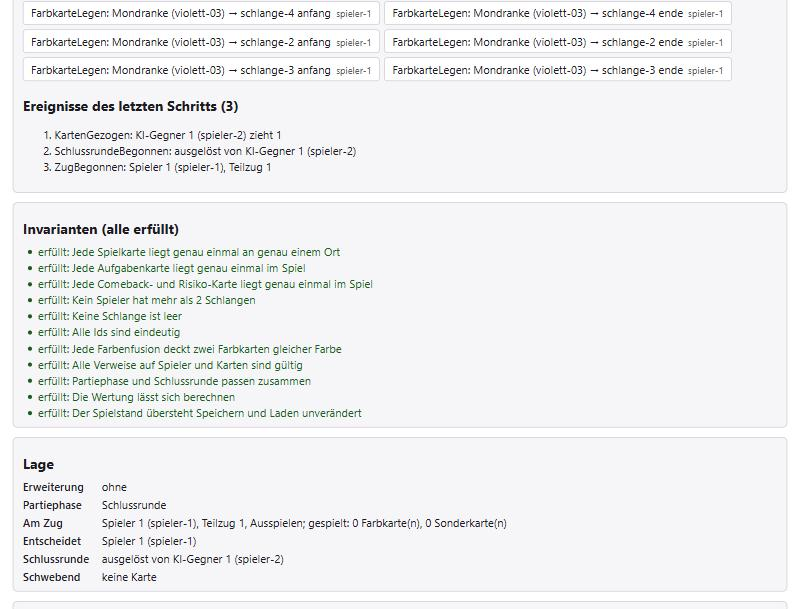 FarbkarteLegen: Mondranke (violett-03) → schlange-4 anfang spieler-1 FarbkarteLegen: Mondranke (violett-03) → schlange-4 ende spieler-1
FarbkarteLegen: Mondranke (violett-03) → schlange-2 anfang spieler-1 FarbkarteLegen: Mondranke (violett-03) → schlange-2 ende spieler-1
FarbkarteLegen: Mondranke (violett-03) → schlange-3 anfang spieler-1 FarbkarteLegen: Mondranke (violett-03) → schlange-3 ende spieler-1
Ereignisse des letzten Schritts (3)
1. KartenGezogen: KI-Gegner 1 (spieler-2) zieht 1
2. SchlussrundeBegonnen: ausgelöst von KI-Gegner 1 (spieler-2)
3. ZugBegonnen: Spieler 1 (spieler-1), Teilzug 1
Invarianten (alle erfüllt)
• erfüllt: Jede Spielkarte liegt genau einmal an genau einem Ort
• erfüllt: Jede Aufgabenkarte liegt genau einmal im Spiel
• erfüllt: Jede Comeback- und Risiko-Karte liegt genau einmal im Spiel
• erfüllt: Kein Spieler hat mehr als 2 Schlangen
• erfüllt: Keine Schlange ist leer
• erfüllt: Alle Ids sind eindeutig
• erfüllt: Jede Farbenfusion deckt zwei Farbkarten gleicher Farbe
• erfüllt: Alle Verweise auf Spieler und Karten sind gültig
• erfüllt: Partiephase und Schlussrunde passen zusammen
• erfüllt: Die Wertung lässt sich berechnen
• erfüllt: Der Spielstand übersteht Speichern und Laden unverändert
Lage
Erweiterung ohne
Partiephase Schlussrunde
Am Zug Spieler 1 (spieler-1), Teilzug 1, Ausspielen; gespielt: 0 Farbkarte(n), 0 Sonderkarte(n)
Entscheidet Spieler 1 (spieler-1)
Schlussrunde ausgelöst von KI-Gegner 1 (spieler-2)
Schwebend keine Karte